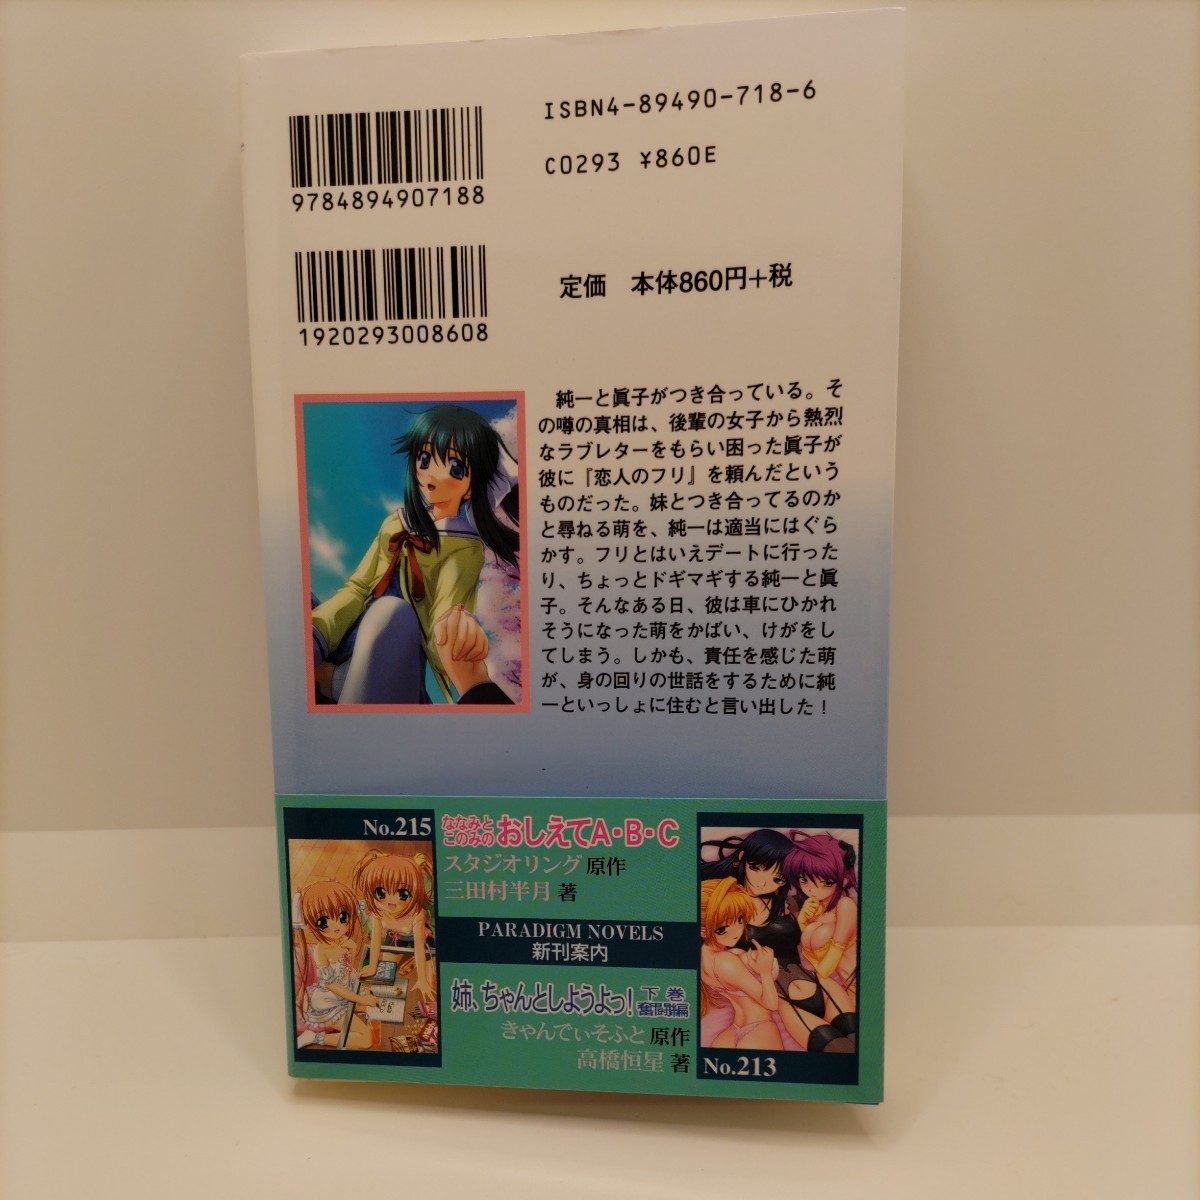 ISBN4-89490-718-6
C0293 ¥860E
9784894907188
1920293008608
定価 本体860円+税
純一と眞子がつき合っている。そ
の噂の真相は、後輩の女子から熱烈
なラブレターをもらい困った眞子が
彼に『恋人のフリ』を頼んだという
ものだった。妹とつき合ってるのか
と尋ねる萌を、純一は適当にはぐら
かす。フリとはいえデートに行った
り、ちょっとドギマギする純一と眞
子。そんなある日、彼は車にひかれ
そうになった萌をかばい、けがをし
てしまう。しかも、責任を感じた萌
が、身の回りの世話をするために純
一といっしょに住むと言い出した!
No.215
ななみと
このみの
おしえてA・B・C
スタジオリング 原作
三田村半月 著
PARADIGM NOVELS
新刊案内
姉、ちゃんとしようよっ! 下巻
奮闘編
きゃんでぃそふと 原作
高橋恒星 著
No.213